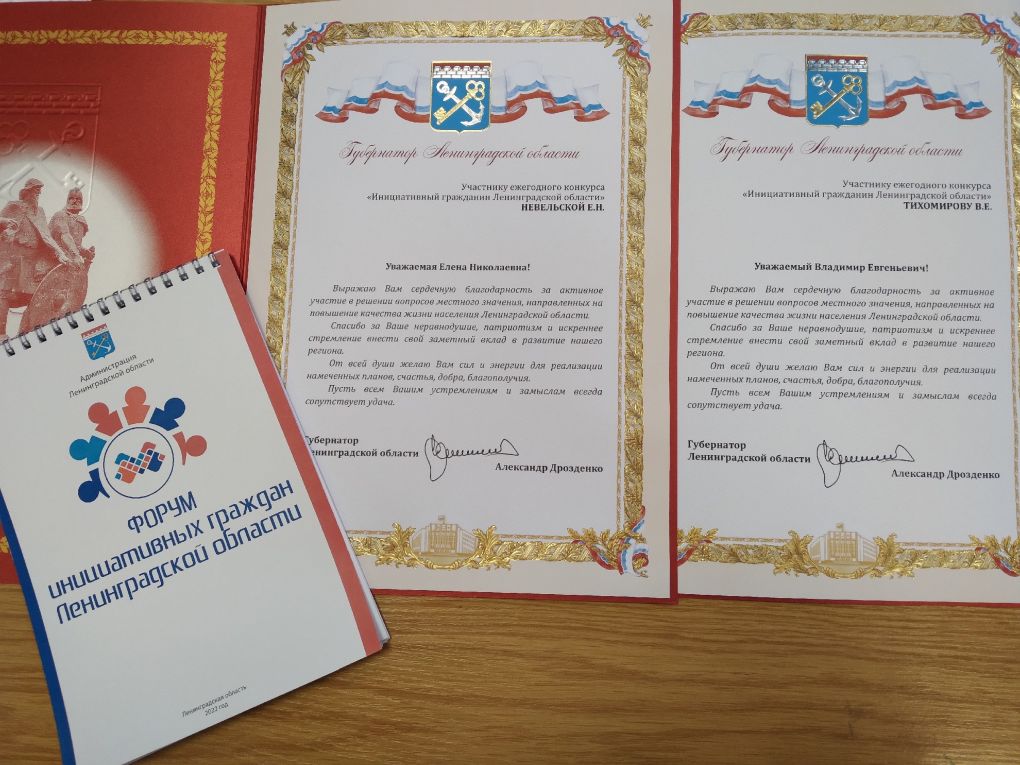 Администрация
Ленинградской области
ФОРУМ
инициативных граждан
Ленинградской области
Ленинградская область
2022 год
Губернатор Ленинградской области
Участнику ежегодного конкурса
«Инициативный гражданин Ленинградской области»
НЕВЕЛЬСКОЙ Е.Н.
Уважаемая Елена Николаевна!
Выражаю Вам сердечную благодарность за активное
участие в решении вопросов местного значения, направленных на
повышение качества жизни населения Ленинградской области.
Спасибо за Ваше неравнодушие, патриотизм и искреннее
стремление внести свой заметный вклад в развитие нашего
региона.
От всей души желаю Вам сил и энергии для реализации
намеченных планов, счастья, добра, благополучия.
Пусть всем Вашим устремлениям и замыслам всегда
сопутствует удача.
Губернатор
Ленинградской области
Александр Дрозденко
Губернатор Ленинградской области
Участнику ежегодного конкурса
«Инициативный гражданин Ленинградской области»
ТИХОМИРОВУ В.Е.
Уважаемый Владимир Евгеньевич!
Выражаю Вам сердечную благодарность за активное
участие в решении вопросов местного значения, направленных на
повышение качества жизни населения Ленинградской области.
Спасибо за Ваше неравнодушие, патриотизм и искреннее
стремление внести свой заметный вклад в развитие нашего
региона.
От всей души желаю Вам сил и энергии для реализации
намеченных планов, счастья, добра, благополучия.
Пусть всем Вашим устремлениям и замыслам всегда
сопутствует удача.
Губернатор
Ленинградской области
Александр Дрозденко